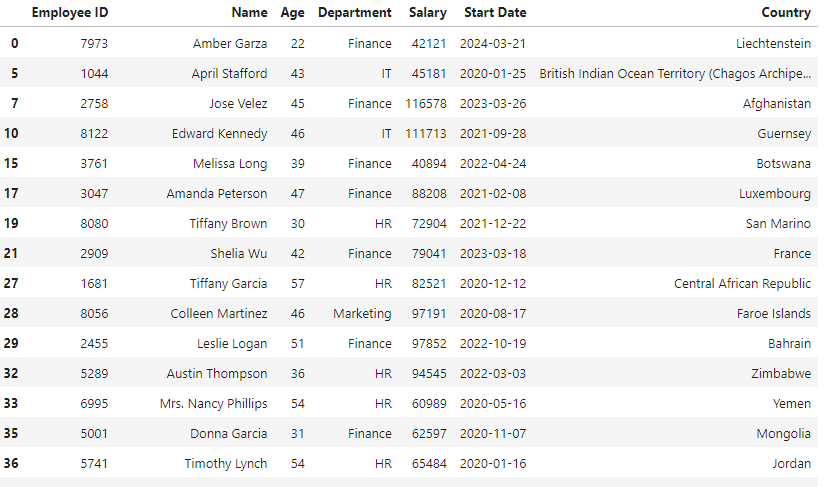 Employee ID Name Age Department Salary Start Date Country
0 7973 Amber Garza 22 Finance 42121 2024-03-21 Liechtenstein
5 1044 April Stafford 43 IT 45181 2020-01-25 British Indian Ocean Territory (Chagos Archipe...
7 2758 Jose Velez 45 Finance 116578 2023-03-26 Afghanistan
10 8122 Edward Kennedy 46 IT 111713 2021-09-28 Guernsey
15 3761 Melissa Long 39 Finance 40894 2022-04-24 Botswana
17 3047 Amanda Peterson 47 Finance 88208 2021-02-08 Luxembourg
19 8080 Tiffany Brown 30 HR 72904 2021-12-22 San Marino
21 2909 Shelia Wu 42 Finance 79041 2023-03-18 France
27 1681 Tiffany Garcia 57 HR 82521 2020-12-12 Central African Republic
28 8056 Colleen Martinez 46 Marketing 97191 2020-08-17 Faroe Islands
29 2455 Leslie Logan 51 Finance 97852 2022-10-19 Bahrain
32 5289 Austin Thompson 36 HR 94545 2022-03-03 Zimbabwe
33 6995 Mrs. Nancy Phillips 54 HR 60989 2020-05-16 Yemen
35 5001 Donna Garcia 31 Finance 62597 2020-11-07 Mongolia
36 5741 Timothy Lynch 54 HR 65484 2020-01-16 Jordan